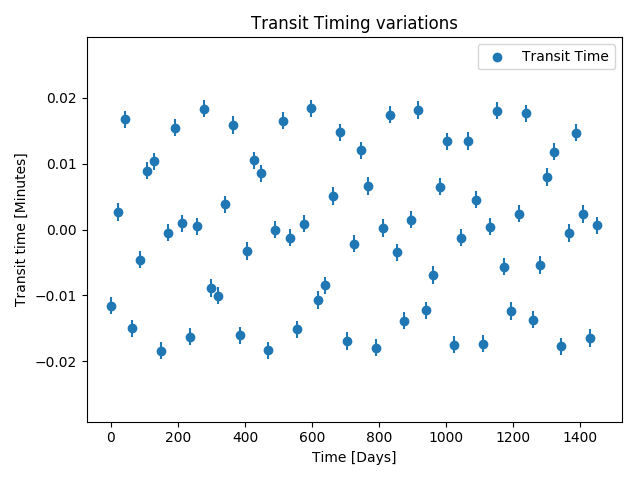 Transit Timing variations
Transit Time
0.02
0.01
0.00
−0.01
−0.02
Transit time [Minutes]
0 200 400 600 800 1000 1200 1400
Time [Days]